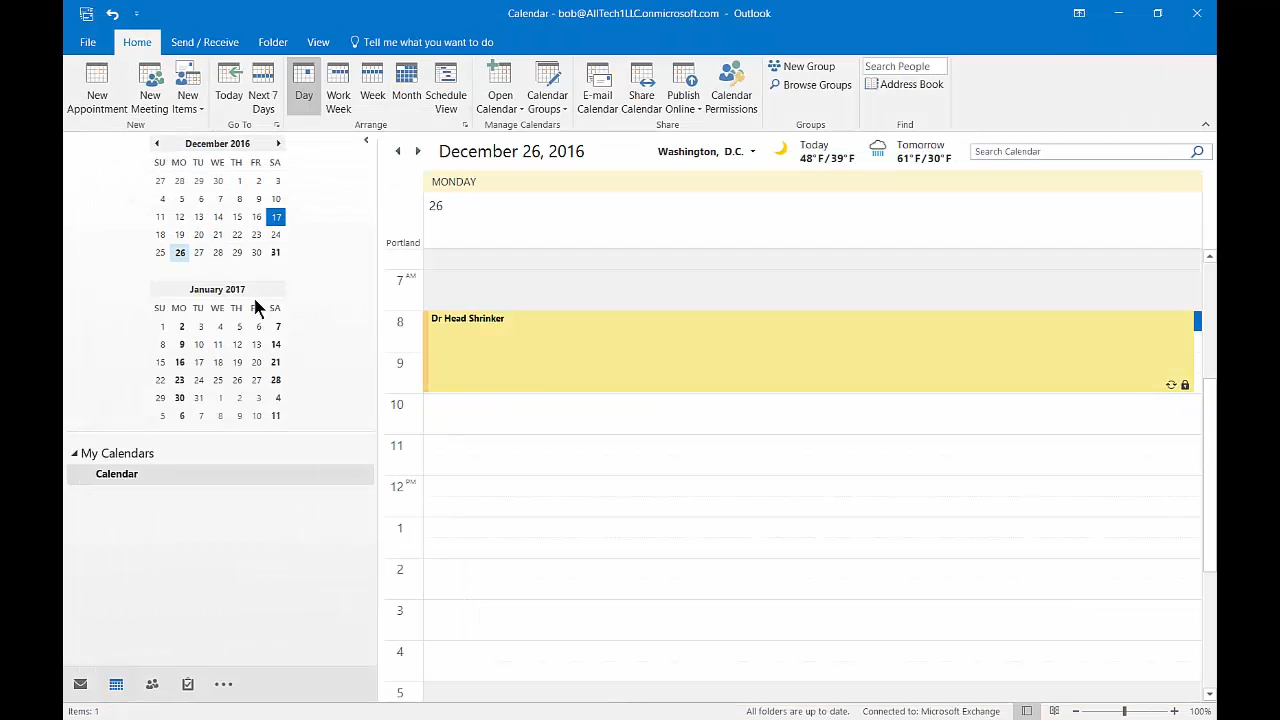 Calendar - bob@AllTech1LLC.onmicrosoft.com - Outlook
File Home Send / Receive Folder View Tell me what you want to do
New Appointment
New Meeting
New Items
New
Today
Next 7 Days
Go To
Day
Work Week
Week
Month
Schedule View
Arrange
Open Calendar
Calendar Groups
Manage Calendars
E-mail Calendar
Share Calendar
Publish Online
Calendar Permissions
Share
New Group
Browse Groups
Groups
Search People
Address Book
Find
December 2016
SU MO TU WE TH FR SA
27 28 29 30 1 2 3
4 5 6 7 8 9 10
11 12 13 14 15 16 17
18 19 20 21 22 23 24
25 26 27 28 29 30 31
January 2017
SU MO TU WE TH SA
1 2 3 4 5 6 7
8 9 10 11 12 13 14
15 16 17 18 19 20 21
22 23 24 25 26 27 28
29 30 31 1 2 3 4
5 6 7 8 9 10 11
My Calendars
Calendar
December 26, 2016
Washington, D.C.
Today
48°F/39°F
Tomorrow
61°F/30°F
Search Calendar
MONDAY
26
Portland
7 AM
8
Dr Head Shrinker
9
10
11
12 PM
1
2
3
4
5
Items: 1
All folders are up to date.
Connected to: Microsoft Exchange
100%